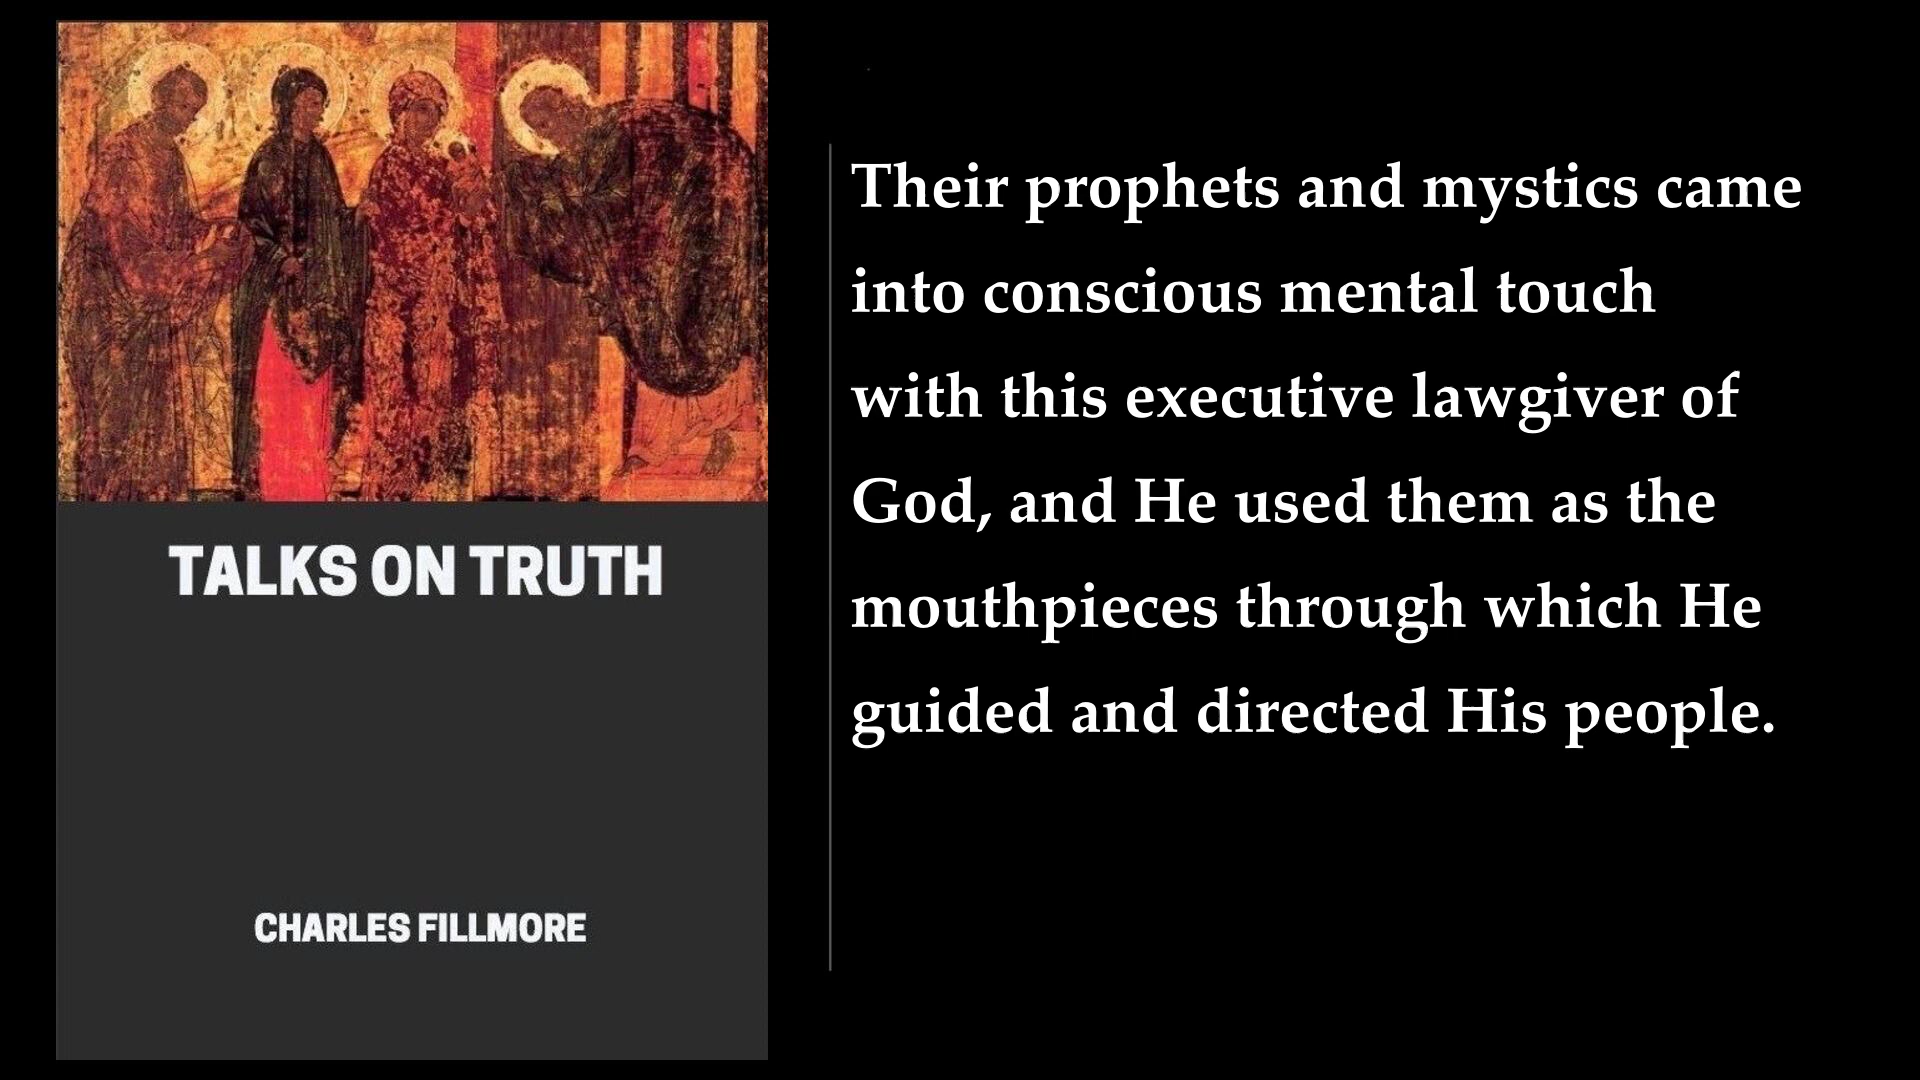 TALKS ON TRUTH
CHARLES FILLMORE
Their prophets and mystics came
into conscious mental touch
with this executive lawgiver of
God, and He used them as the
mouthpieces through which He
guided and directed His people.